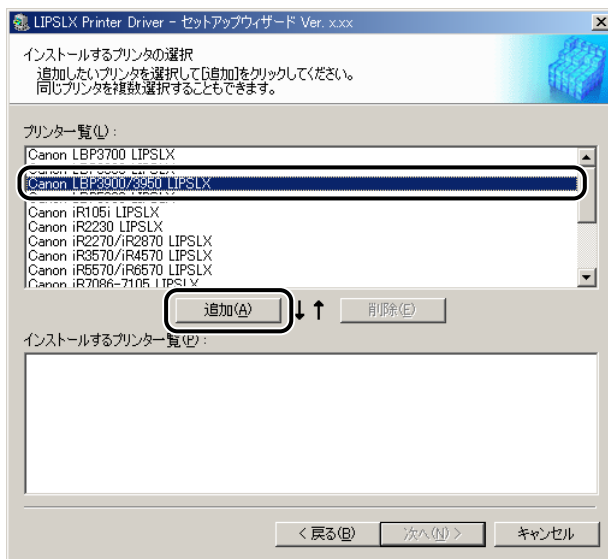 LIPSLX Printer Driver - セットアップウィザード Ver. x.xx
インストールするプリンタの選択
追加したいプリンタを選択して[追加]をクリックしてください。
同じプリンタを複数選択することもできます。
プリンター覧(L) :
Canon LBP3700 LIPSLX
Canon LBP3900/3950 LIPSLX
Canon iR105i LIPSLX
Canon iR2230 LIPSLX
Canon iR2270/iR2870 LIPSLX
Canon iR3570/iR4570 LIPSLX
Canon iR5570/iR6570 LIPSLX
Canon iR7086-7105 LIPSLX
追加(A) ↓ ↑ 削除(E)
インストールするプリンター覧(P) :
< 戻る(B) 次へ(N) > キャンセル